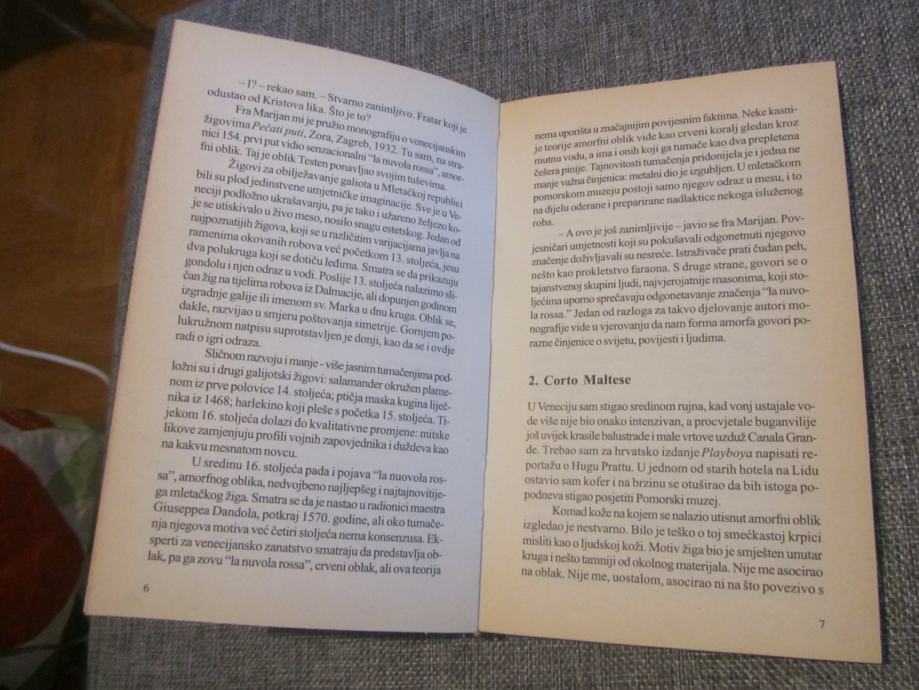 – I? – rekao sam. – Stvarno zanimljivo. Fratar koji je
odustao od Kristova lika. Što je to?
Fra Marijan mi je pružio monografiju o venecijanskim
žigovima Pečati puti, Zora, Zagreb, 1932. Tu sam, na stra-
nici 154. prvi put vidio senzacionalni “la nuvola rossa”, amor-
fni oblik. Taj je oblik Testen ponavljao svojim tuševima.
Žigovi za obilježavanje galiota u Mletačkoj republici
bili su plod jedinstvene umjetničke imaginacije. Sve je u Ve-
neciji podložno ukrašavanju, pa je tako i užareno željezo ko-
je se utiskivalo u živo meso, nosilo snagu estetskog. Jedan od
najpoznatijih žigova, koji se u različitim varijacijama javlja na
ramenima okovanih robova već početkom 13. stoljeća, jesu
dva polukruga koji se dotiču leđima. Smatra se da prikazuju
gondolu i njen odraz u vodi. Poslije 13. stoljeća nalazimo sli-
čan žig na tijelima robova iz Dalmacije, ali dopunjen godinom
izgradnje galije ili imenom sv. Marka u dnu kruga. Oblik se,
dakle, razvijao u smjeru poštovanja simetrije. Gornjem po-
lukružnom natpisu suprotstavljen je donji, kao da se i ovdje
radi o igri odraza.
Sličnom razvoju i manje - više jasnim tumačenjima pod-
ložni su i drugi galijotski žigovi: salamander okružen plame-
nom iz prve polovice 14. stoljeća; ptičja maska kugina liječ-
nika iz 1468; harlekino koji pleše s početka 15. stoljeća. Ti-
jekom 16. stoljeća dolazi do kvalitativne promjene: mitske
likove zamjenjuju profili vojnih zapovjednika i duždeva kao
na kakvu mesnatom novcu.
U sredinu 16. stoljeća pada i pojava “la nuovola ros-
sa”, amorfnog oblika, nedvojbeno najljepšeg i najtajnovitije-
ga mletačkog žiga. Smatra se da je nastao u radionici maestra
Giuseppea Dandola, potkraj 1570. godine, ali oko tumače-
nja njegova motiva već četiri stoljeća nema konsenzusa. Ek-
sperti za venecijansko zanatstvo smatraju da predstavlja ob-
lak, pa ga zovu “la nuvola rossa”, crveni oblak, ali ova teorija
6
nema uporišta u značajnijim povijesnim faktima. Neke kasni-
je teorije amorfni oblik vide kao crveni koralj gledan kroz
mutnu vodu, a ima i onih koji ga tumače kao dva prepletena
češera pinije. Tajnovitosti tumačenja pridonijela je i jedna ne
manje važna činjenica: metalni dio je izgubljen. U mletačkom
pomorskom muzeju postoji samo njegov odraz u mesu, i to
na dijelu oderane i preparirane nadlaktice nekoga isluženog
roba.
– A ovo je još zanimljivije – javio se fra Marijan. Pov-
jesničari umjetnosti koji su pokušavali odgonetnuti njegovo
značenje doživljavali su nesreće. Istraživače prati čudan peh,
nešto kao prokletstvo faraona. S druge strane, govori se o
tajanstvenoj skupini ljudi, najvjerojatnije masonima, koji sto-
ljećima uporno sprečavaju odgonetavanje značenja “la nuvo-
la rossa.” Jedan od razloga za takvo djelovanje autori mo-
nografije vide u vjerovanju da nam forma amorfa govori po-
razne činjenice o svijetu, povijesti i ljudima.
2. Corto Maltese
U Veneciju sam stigao sredinom rujna, kad vonj ustajale vo-
de više nije bio onako intenzivan, a procvjetale buganvilije
još uvijek krasile balustrade i male vrtove uzduž Canala Gran-
de. Trebao sam za hrvatsko izdanje Playboya napisati re-
portažu o Hugu Prattu. U jednom od starih hotela na Lidu
ostavio sam kofer i na brzinu se otuširao da bih istoga po-
podneva stigao posjetiti Pomorski muzej.
Komad kože na kojem se nalazio utisnut amorfni oblik
izgledao je nestvarno. Bilo je teško o toj smećkastoj krpici
misliti kao o ljudskoj koži. Motiv žiga bio je smješten unutar
kruga i nešto tamniji od okolnog materijala. Nije me asocirao
na oblak. Nije me, uostalom, asocirao ni na što povezivo s
7